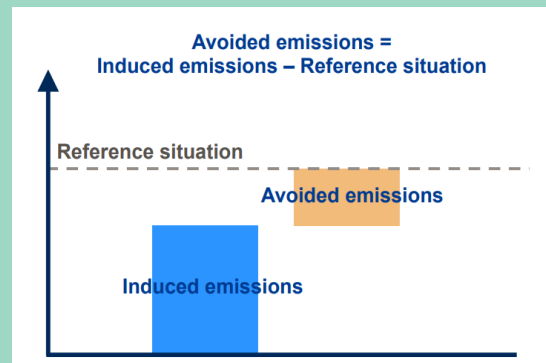 Avoided emissions =
Induced emissions – Reference situation
Reference situation
Avoided emissions
Induced emissions